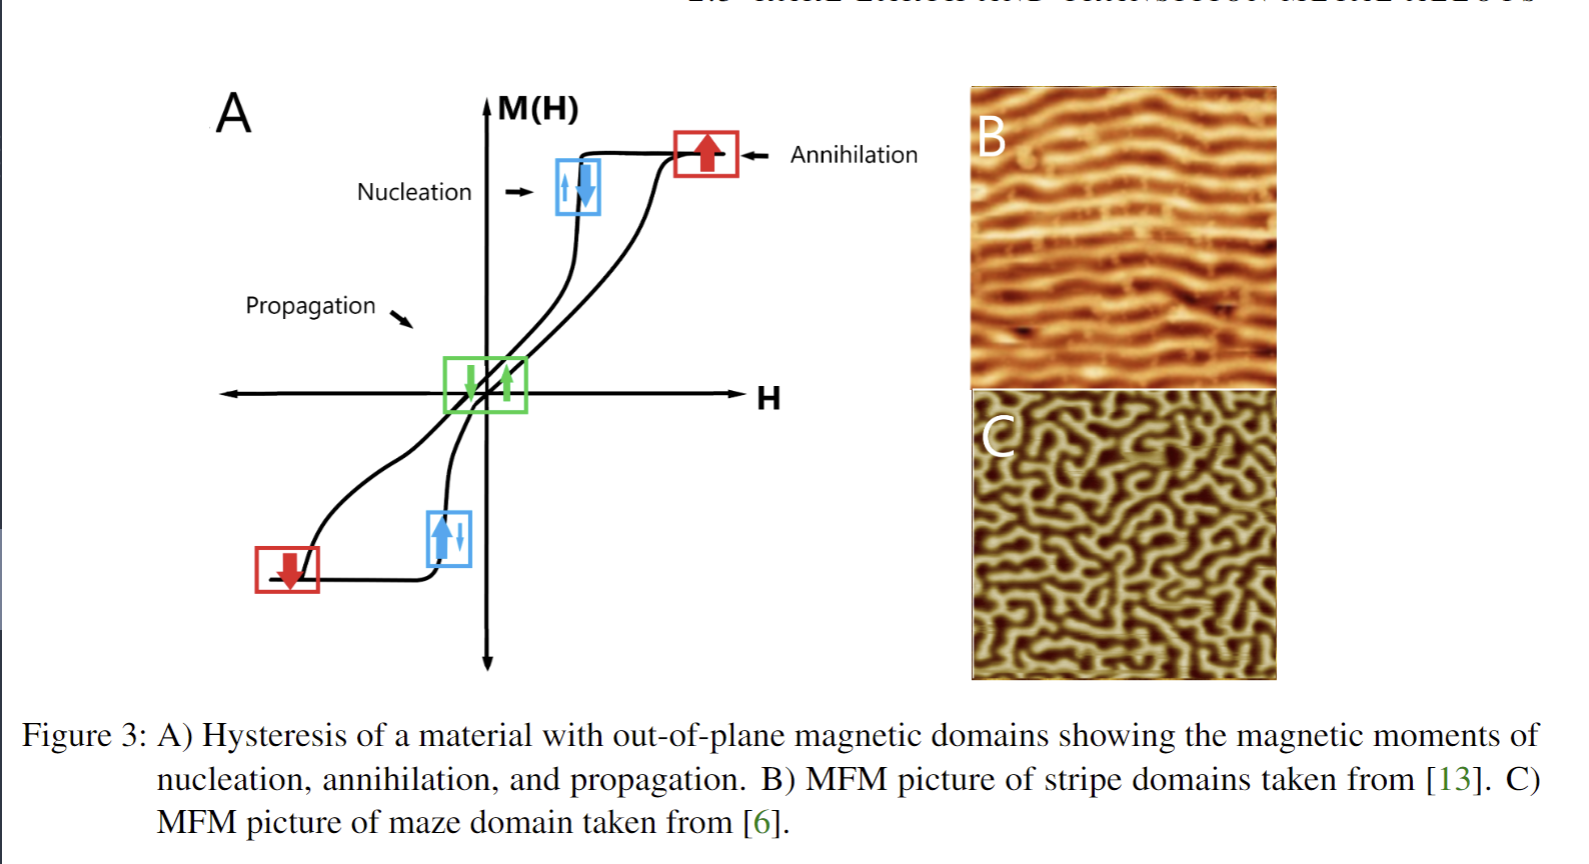 A
M(H)
Annihilation
B
Nucleation
Propagation
H
C
Figure 3: A) Hysteresis of a material with out-of-plane magnetic domains showing the magnetic moments of
nucleation, annihilation, and propagation. B) MFM picture of stripe domains taken from [13]. C)
MFM picture of maze domain taken from [6].